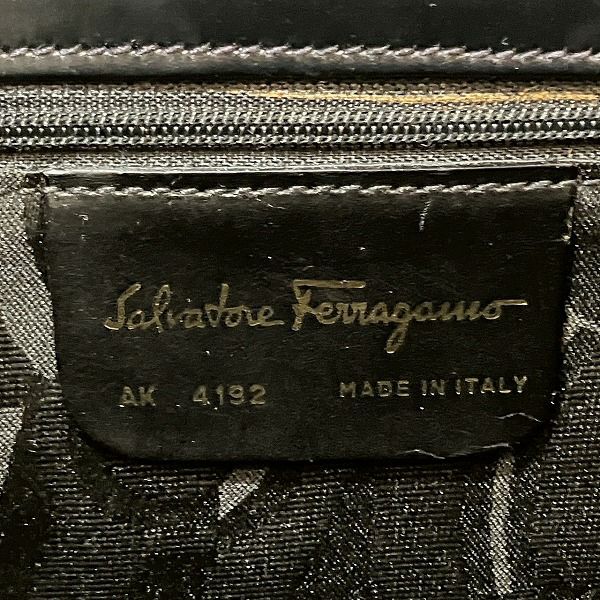 Salvatore Ferragamo
AK 4192 MADE IN ITALY